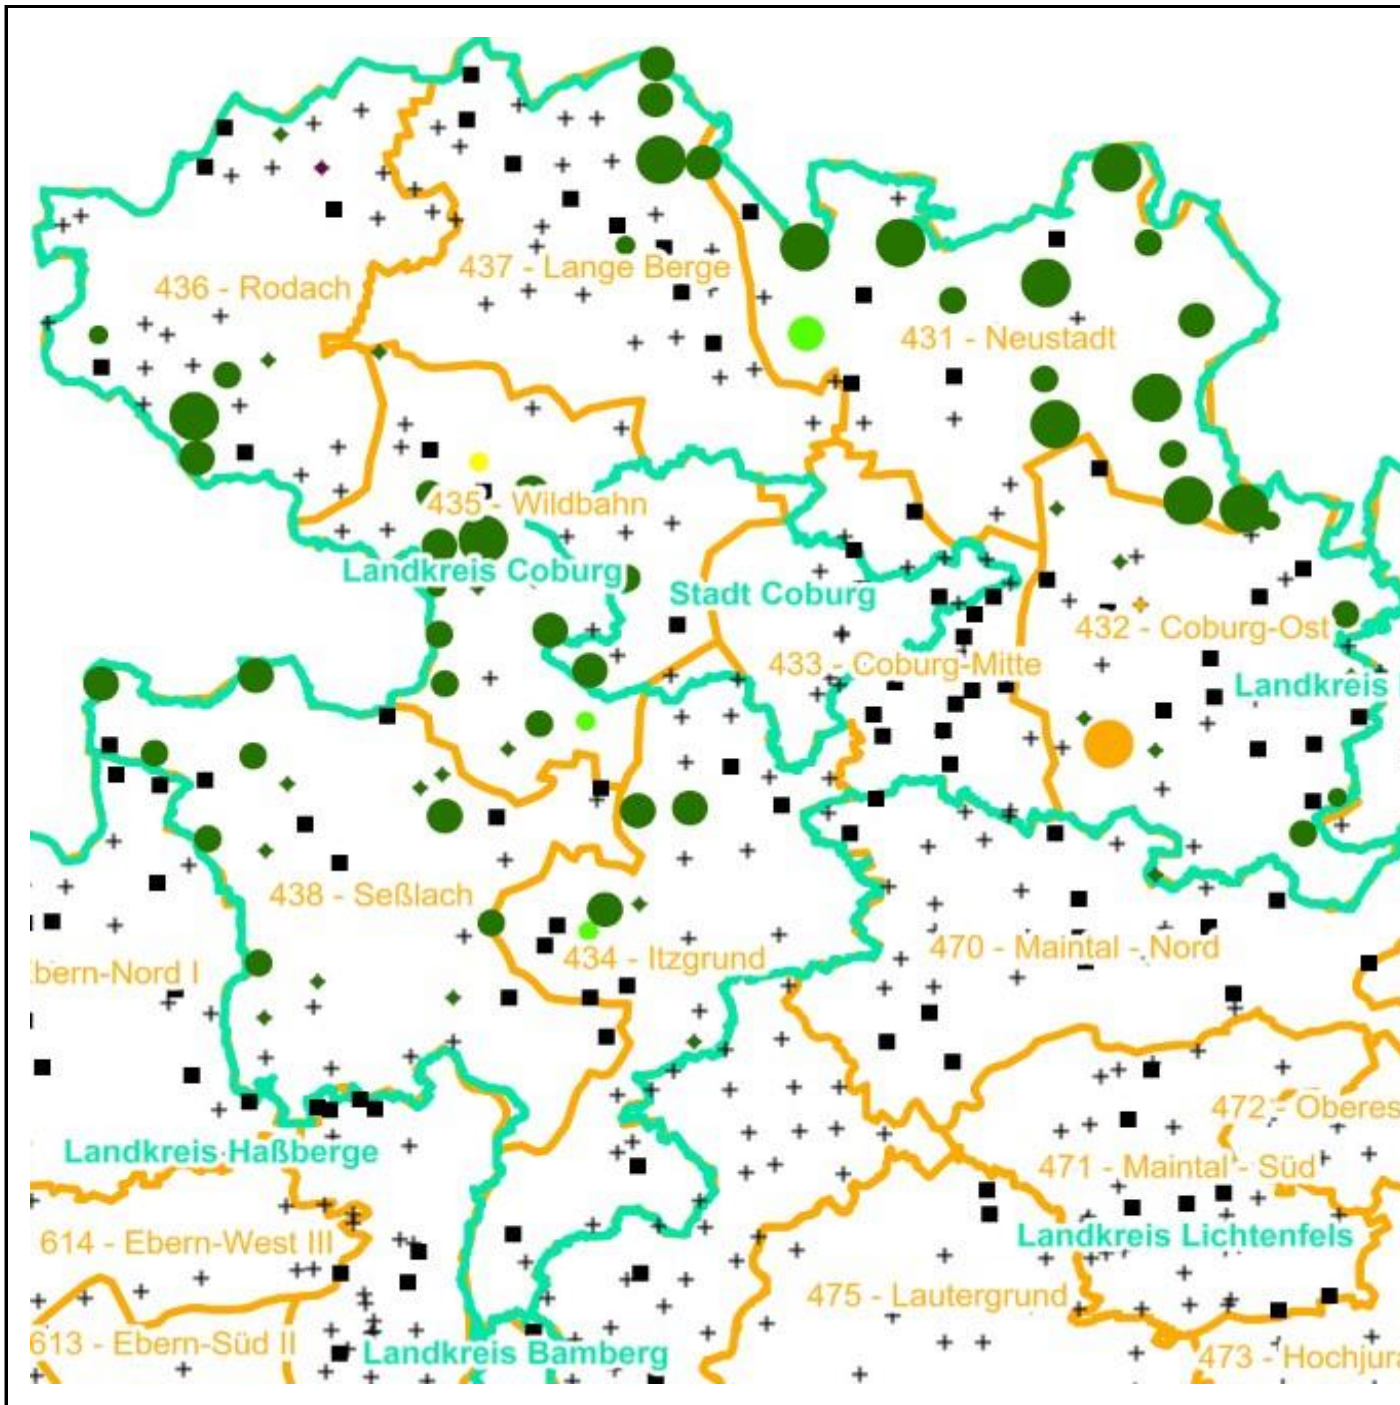 437 - Lange Berge
436 - Rodach
431 - Neustadt
435 - Wildbahn
Landkreis Coburg
Stadt Coburg
432 - Coburg-Ost
433 - Coburg-Mitte
Landkreis
438 - Seßlach
434 - Itzgrund
470 - Maintal - Nord
Ebern-Nord I
472 - Oberes
Landkreis Haßberge
471 - Maintal - Süd
Landkreis Lichtenfels
614 - Ebern-West III
475 - Lautergrund
613 - Ebern-Süd II
Landkreis Bamberg
473 - Hochjura